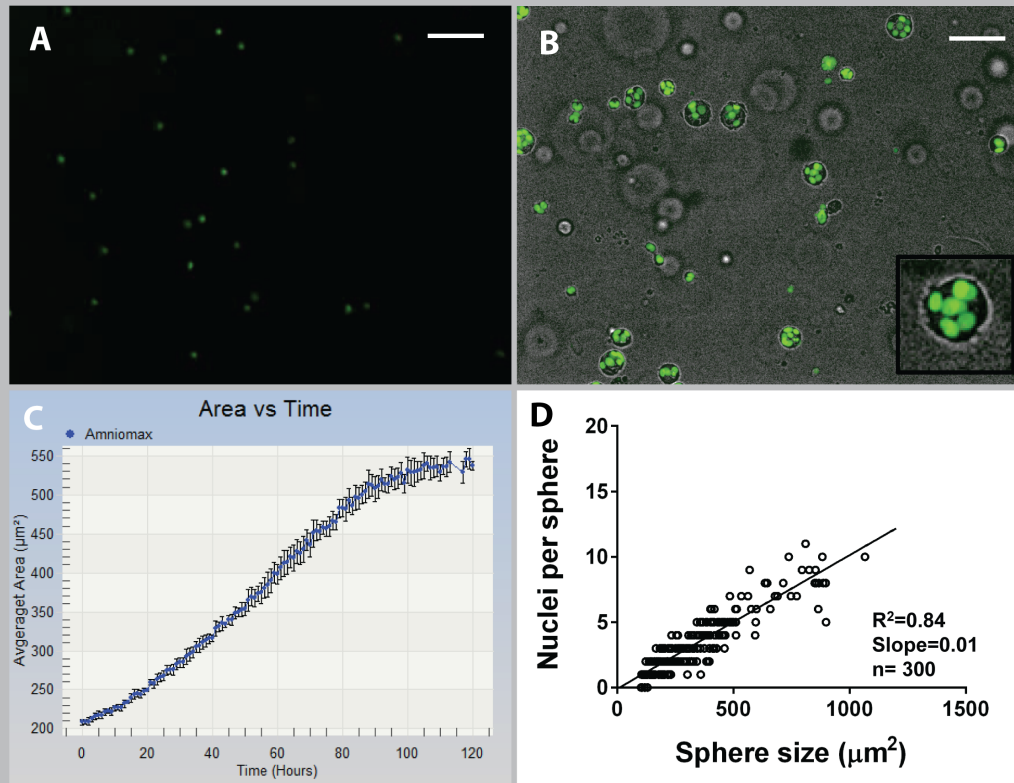 A
B
C
Area vs Time
Amniomax
550
500
450
400
350
300
250
200
Avgeraget Area (µm²)
0
20
40
60
80
100
120
Time (Hours)
D
20
15
10
5
0
Nuclei per sphere
R²=0.84
Slope=0.01
n= 300
0
500
1000
1500
Sphere size (µm²)